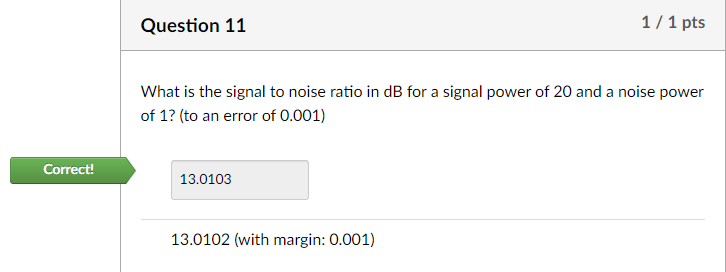 Question 11
1 / 1 pts
What is the signal to noise ratio in dB for a signal power of 20 and a noise power
of 1? (to an error of 0.001)
Correct!
13.0103
13.0102 (with margin: 0.001)